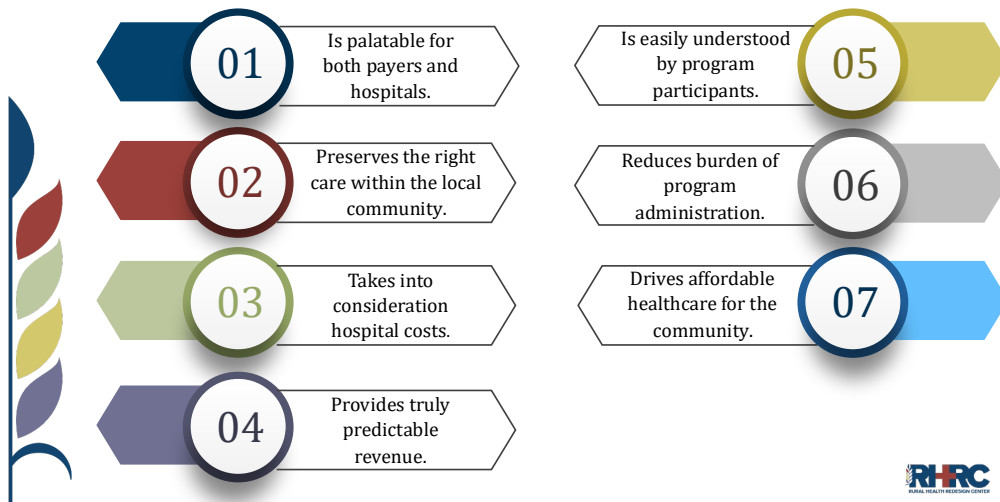 01
Is palatable for
both payers and
hospitals.
02
Preserves the right
care within the local
community.
03
Takes into
consideration
hospital costs.
04
Provides truly
predictable
revenue.
05
Is easily understood
by program
participants.
06
Reduces burden of
program
administration.
07
Drives affordable
healthcare for the
community.
RHRC
RURAL HEALTH REDESIGN CENTER